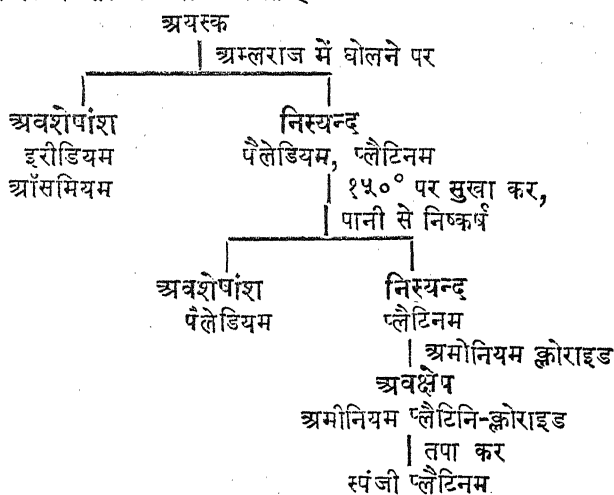 अयस्क
अम्लराज में घोलने पर
अवशेषांश निस्यन्द
इरीडियम पैलेडियम, प्लैटिनम
ऑसमियम १५०° पर सुखा कर,
पानी से निष्कर्ष
अवशेषांश निस्यन्द
पैलेडियम प्लैटिनम
अमोनियम क्लोराइड
अवक्षेप
अमोनियम प्लैटिनि-क्लोराइड
तपा कर
स्पंजी प्लैटिनम